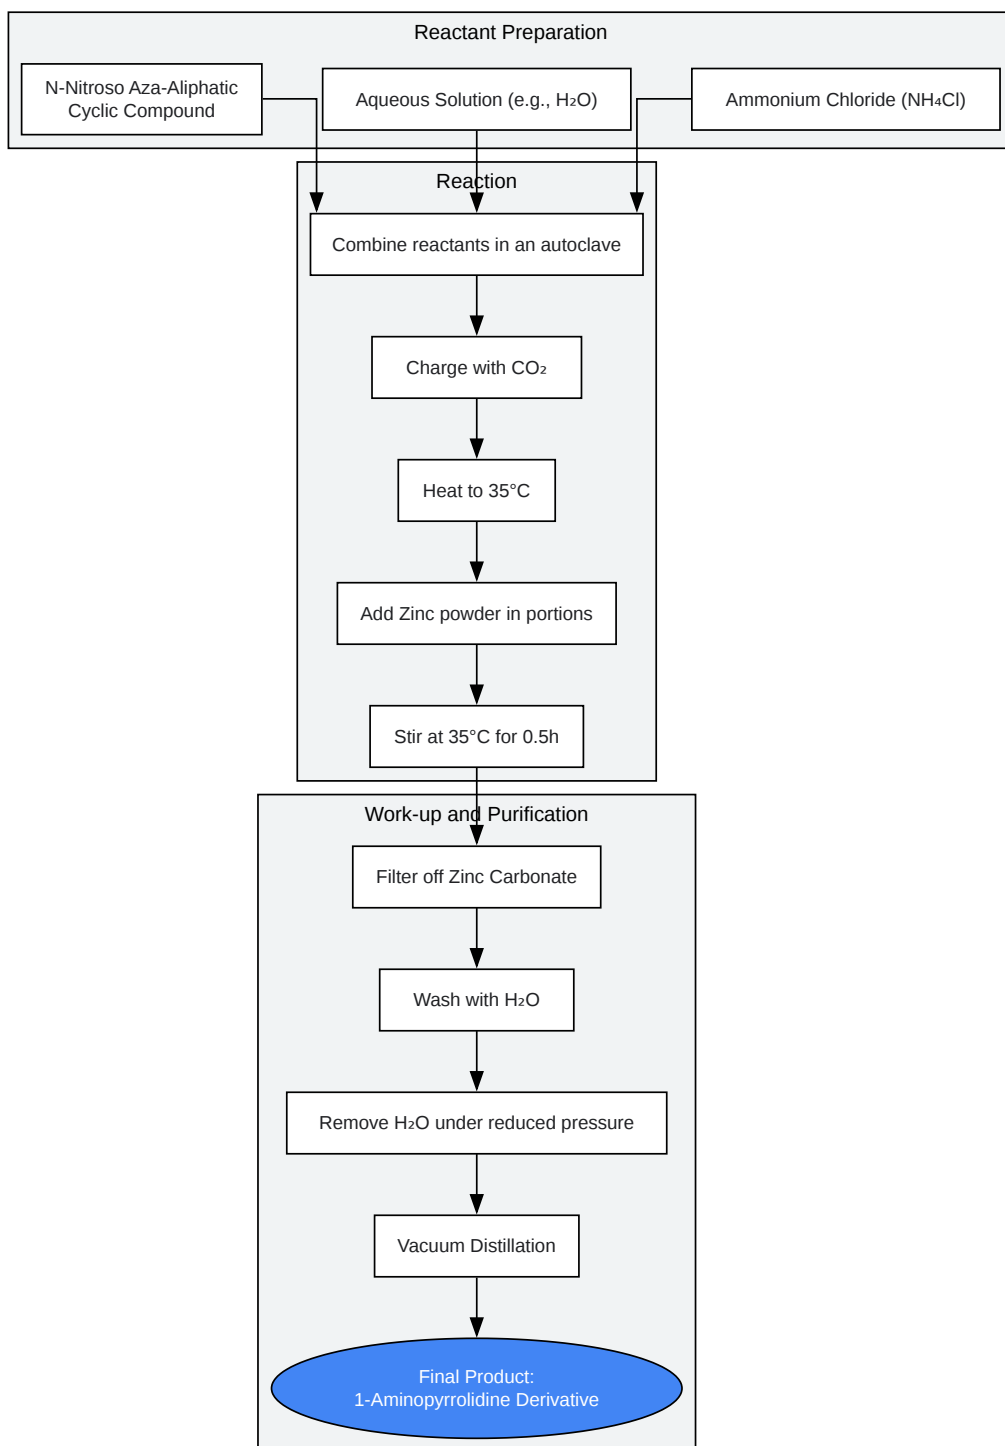 Reactant Preparation
N-Nitroso Aza-Aliphatic
Cyclic Compound
Aqueous Solution (e.g., H₂O)
Ammonium Chloride (NH₄Cl)
Reaction
Combine reactants in an autoclave
Charge with CO₂
Heat to 35°C
Add Zinc powder in portions
Stir at 35°C for 0.5h
Work-up and Purification
Filter off Zinc Carbonate
Wash with H₂O
Remove H₂O under reduced pressure
Vacuum Distillation
Final Product:
1-Aminopyrrolidine Derivative